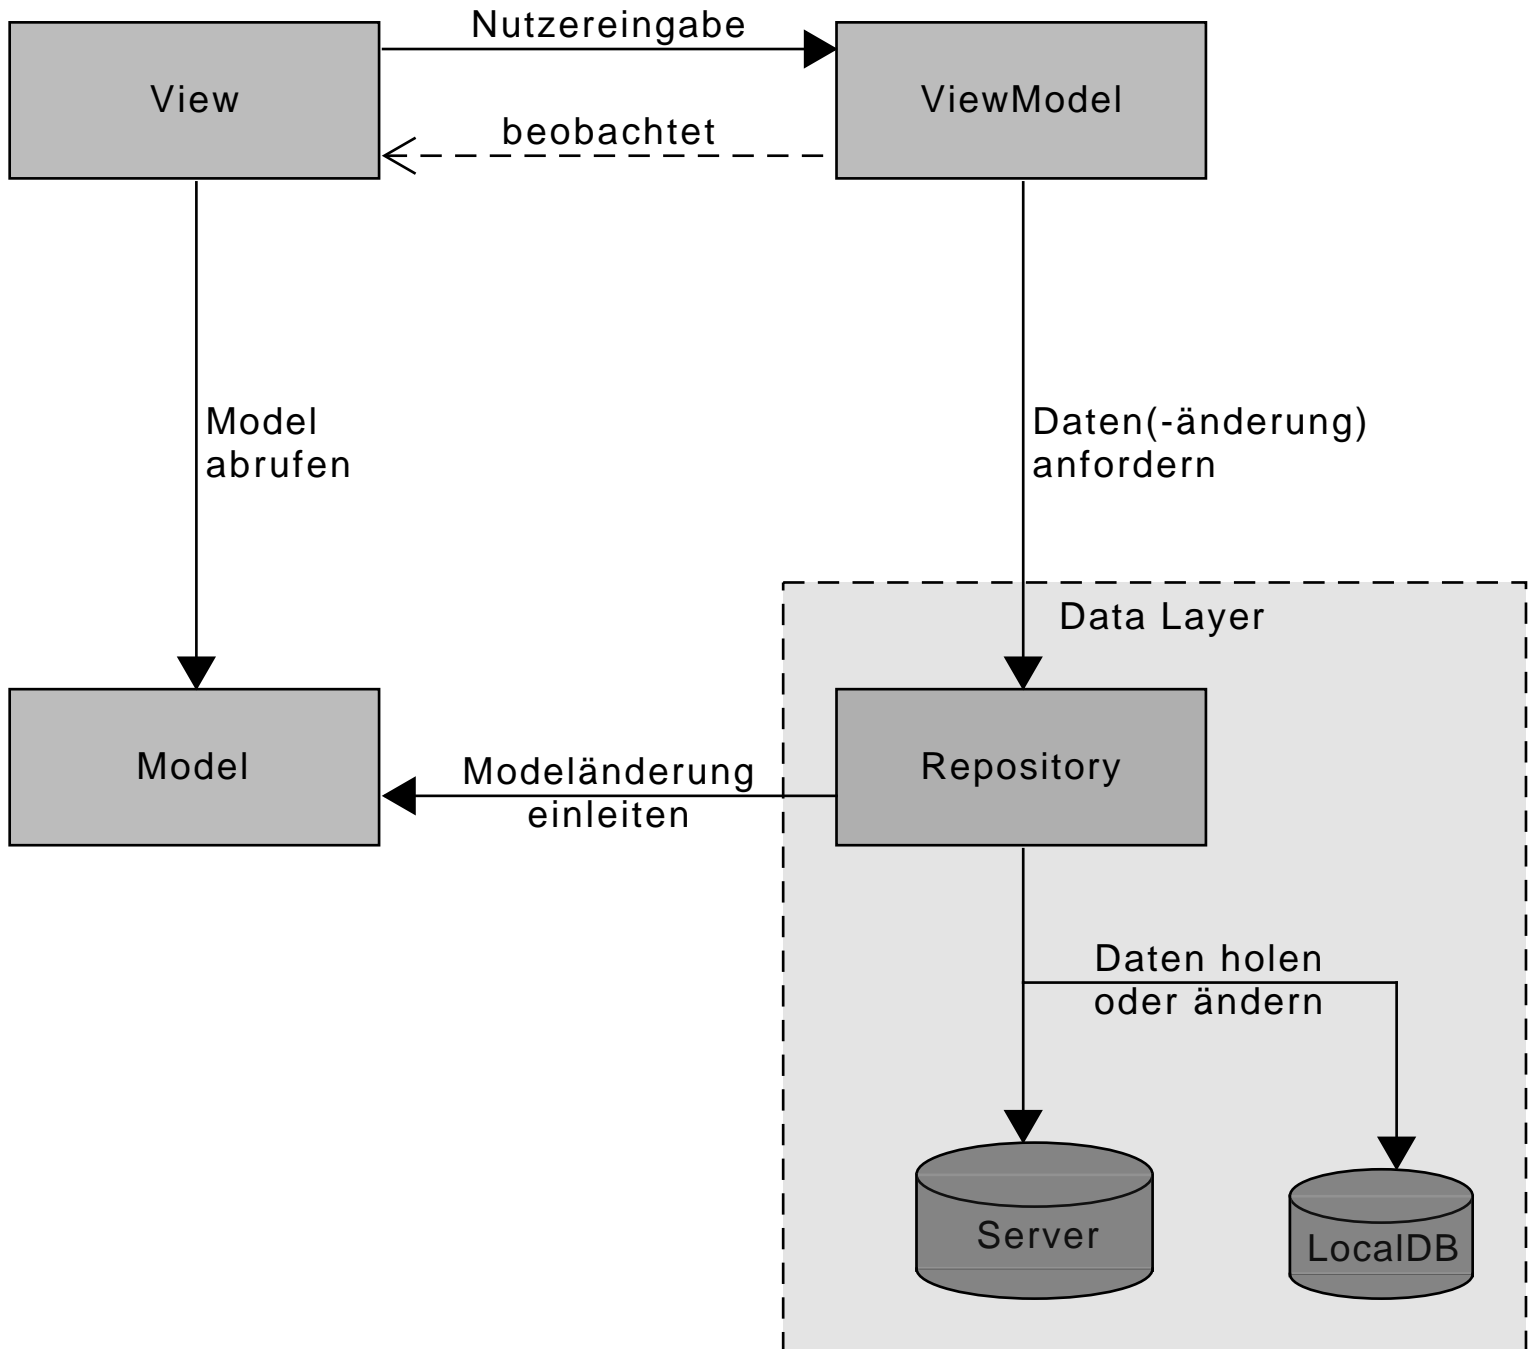 Nutzereingabe
View
ViewModel
beobachtet
Model
abrufen
Daten(-änderung)
anfordern
Data Layer
Model
Modeländerung
einleiten
Repository
Daten holen
oder ändern
Server
LocalDB